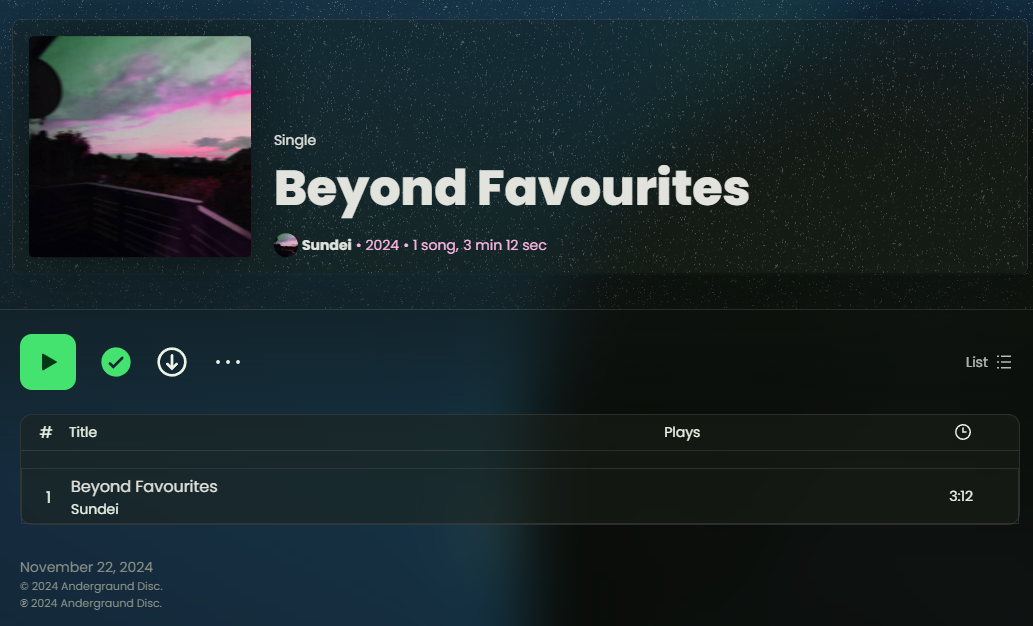 Single
Beyond Favourites
Sundei • 2024 • 1 song, 3 min 12 sec
List
# Title Plays
1 Beyond Favourites 3:12
Sundei
November 22, 2024
© 2024 Andergraund Disc.
℗ 2024 Andergraund Disc.